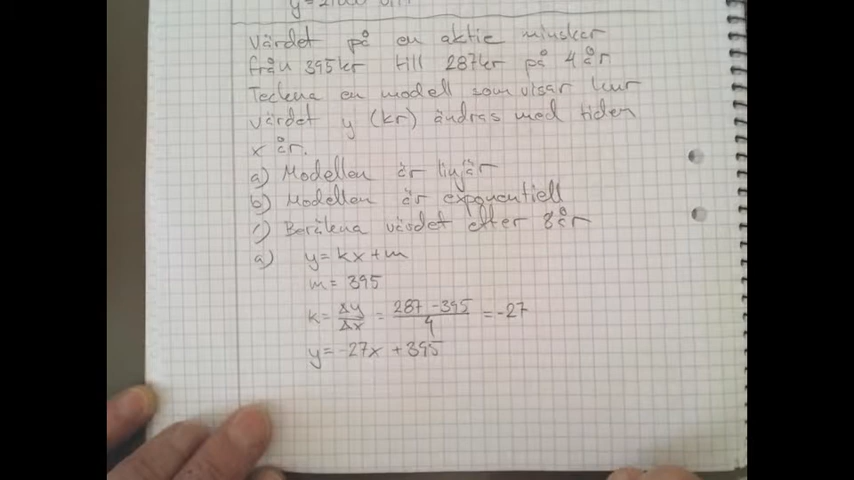 Värdet på en aktie minskar
från 395kr till 287kr på 4 år
Teckna en modell som visar hur
värdet y (kr) ändras med tiden
x år.
a) Modellen är linjär
b) Modellen är exponentiell
c) Beräkna värdet efter 8 år
a) y = kx + m
m = 395
k = Δy/Δx = (287 - 395)/4 = -27
y = -27x + 395